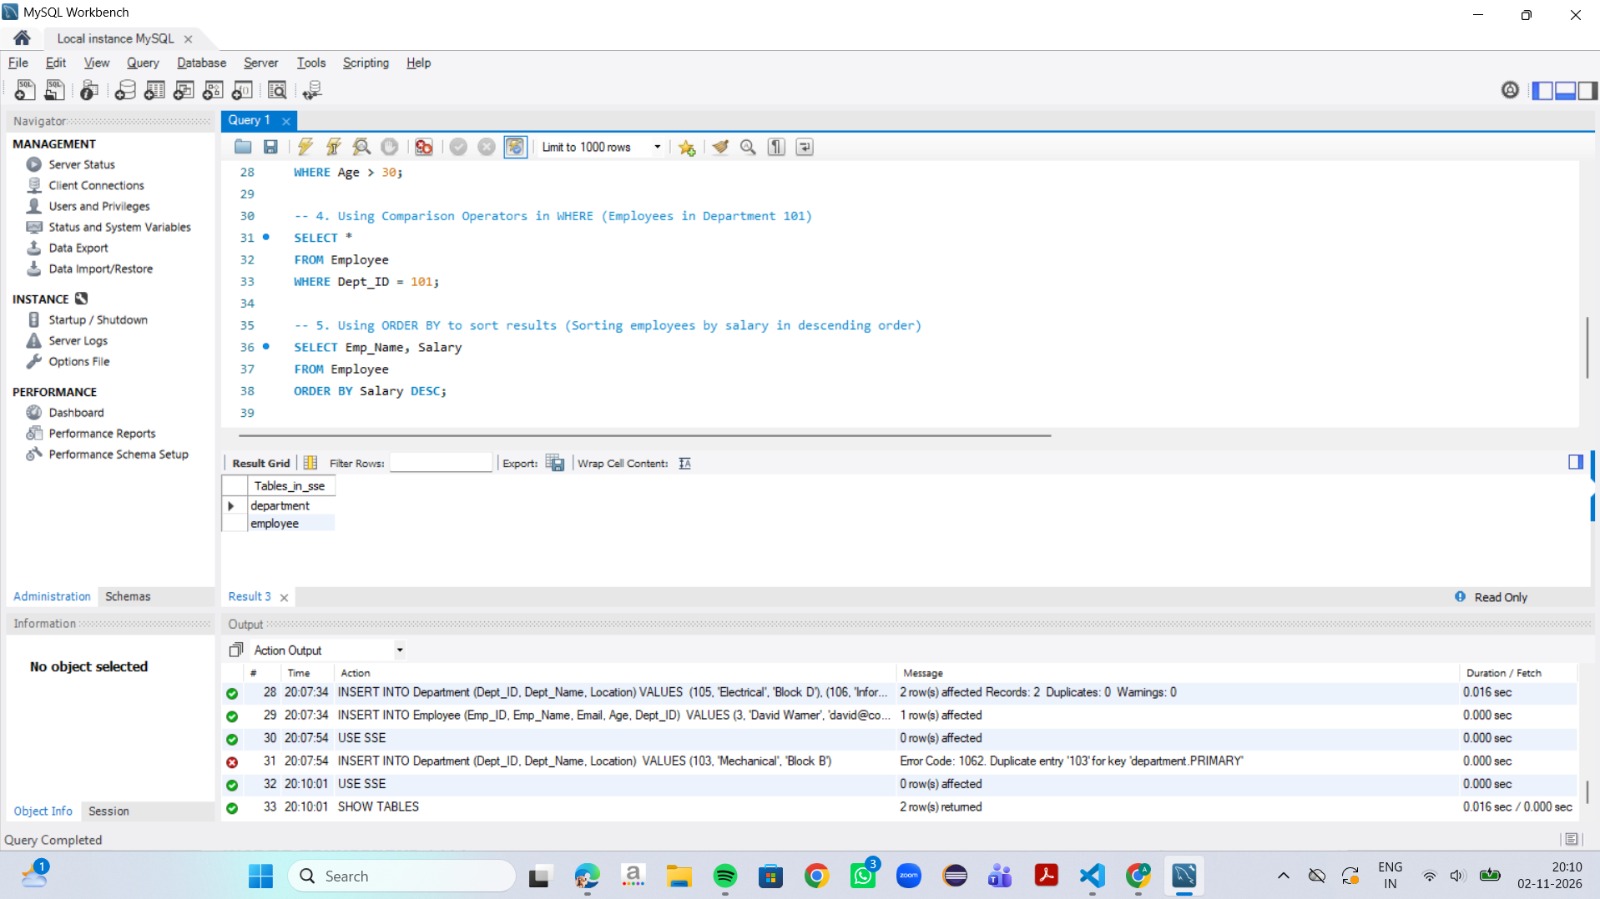 MySQL Workbench
Local instance MySQL
File Edit View Query Database Server Tools Scripting Help
Navigator
MANAGEMENT
Server Status
Client Connections
Users and Privileges
Status and System Variables
Data Export
Data Import/Restore
INSTANCE
Startup / Shutdown
Server Logs
Options File
PERFORMANCE
Dashboard
Performance Reports
Performance Schema Setup
Administration Schemas
Information
No object selected
Object Info Session
Query 1
Limit to 1000 rows
28 WHERE Age > 30;
29
30 -- 4. Using Comparison Operators in WHERE (Employees in Department 101)
31 SELECT *
32 FROM Employee
33 WHERE Dept_ID = 101;
34
35 -- 5. Using ORDER BY to sort results (Sorting employees by salary in descending order)
36 SELECT Emp_Name, Salary
37 FROM Employee
38 ORDER BY Salary DESC;
39
Result Grid Filter Rows: Export: Wrap Cell Content:
Tables_in_sse
department
employee
Result 3 Read Only
Output
Action Output
# Time Action Message Duration / Fetch
28 20:07:34 INSERT INTO Department (Dept_ID, Dept_Name, Location) VALUES (105, 'Electrical', 'Block D'), (106, 'Infor... 2 row(s) affected Records: 2 Duplicates: 0 Warnings: 0 0.016 sec
29 20:07:34 INSERT INTO Employee (Emp_ID, Emp_Name, Email, Age, Dept_ID) VALUES (3, 'David Warner', 'david@co... 1 row(s) affected 0.000 sec
30 20:07:54 USE SSE 0 row(s) affected 0.000 sec
31 20:07:54 INSERT INTO Department (Dept_ID, Dept_Name, Location) VALUES (103, 'Mechanical', 'Block B') Error Code: 1062. Duplicate entry '103' for key 'department.PRIMARY' 0.000 sec
32 20:10:01 USE SSE 0 row(s) affected 0.000 sec
33 20:10:01 SHOW TABLES 2 row(s) returned 0.016 sec / 0.000 sec
Query Completed
1
Search
a
3
zoom
ENG
IN
20:10
02-11-2026